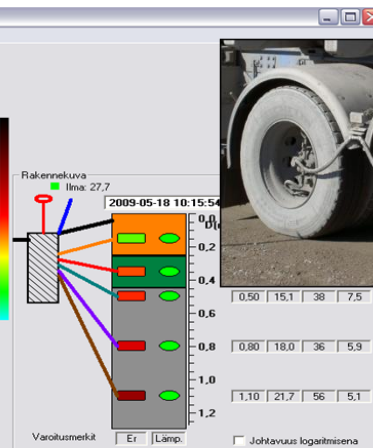 Rakennekuva
Ilma: 27,7
2009-05-18 10:15:54
0,0
0,2
0,4
0,50 15,1 38 7,5
0,6
0,80 18,0 36 5,9
0,8
1,0
1,10 21,7 56 5,1
1,2
Varoitusmerkit Er Lämp.
Johtavuus logaritmisena